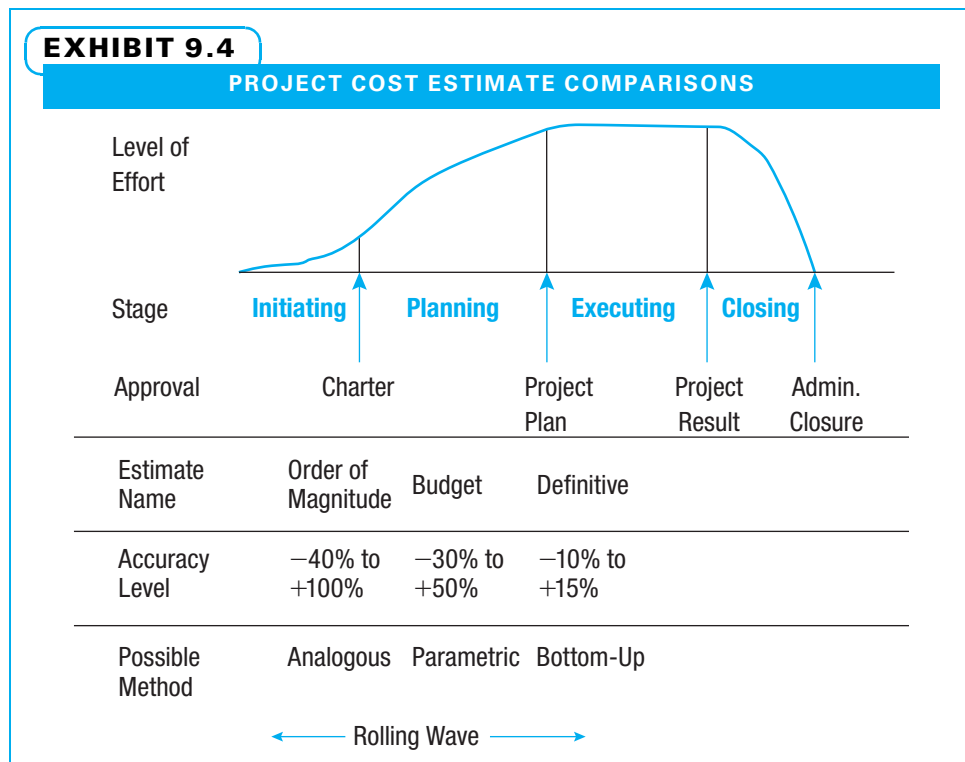 EXHIBIT 9.4
PROJECT COST ESTIMATE COMPARISONS
Level of
Effort
Stage Initiating Planning Executing Closing
Approval Charter Project Plan Project Result Admin. Closure
Estimate Name Order of Magnitude Budget Definitive
Accuracy Level −40% to +100% −30% to +50% −10% to +15%
Possible Method Analogous Parametric Bottom-Up
Rolling Wave